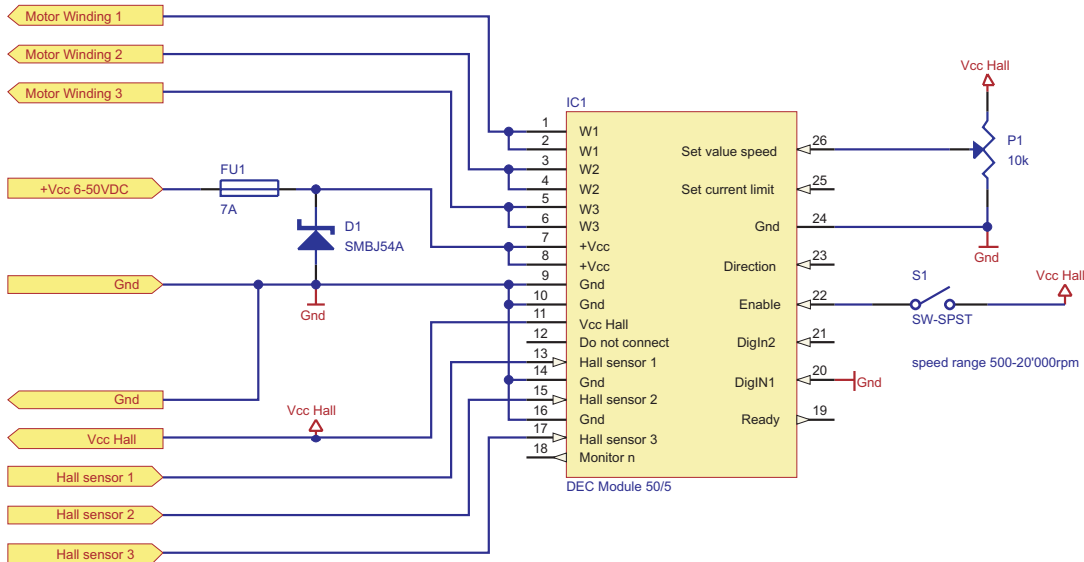 Motor Winding 1
Motor Winding 2
Motor Winding 3
+Vcc 6-50VDC
FU1
7A
D1
SMBJ54A
Gnd
Gnd
Gnd
Vcc Hall
Vcc Hall
Hall sensor 1
Hall sensor 2
Hall sensor 3
IC1
1 W1
2 W1
3 W2
4 W2
5 W3
6 W3
7 +Vcc
8 +Vcc
9 Gnd
10 Gnd
11 Vcc Hall
12 Do not connect
13 Hall sensor 1
14 Gnd
15 Hall sensor 2
16 Gnd
17 Hall sensor 3
18 Monitor n
Set value speed 26
Set current limit 25
Gnd 24
Direction 23
Enable 22
DigIn2 21
DigIN1 20
Ready 19
DEC Module 50/5
Vcc Hall
P1
10k
Gnd
S1
SW-SPST
Vcc Hall
speed range 500-20'000rpm
Gnd